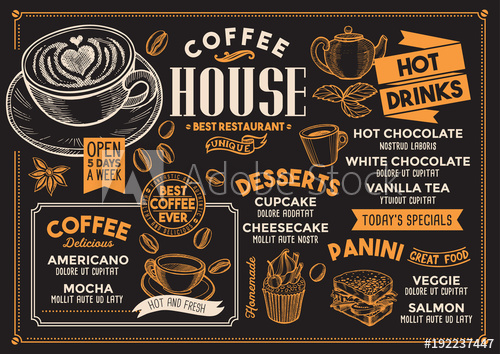 COFFEE
HOUSE
BEST RESTAURANT
UNIQUE
HOT
DRINKS
HOT CHOCOLATE
NOSTRUD LABORIS
WHITE CHOCOLATE
DOLORE UT CUPITAT
VANILLA TEA
YTUIOUT CUPITAT
TODAY'S SPECIALS
OPEN
5 DAYS
A WEEK
BEST
COFFEE
EVER
DESSERTS
CUPCAKE
DOLORE ADDATAT
CHEESECAKE
MOLLIT AUTE NOSTR
COFFEE
Delicious
AMERICANO
DOLORE UT CUPITAT
MOCHA
MOLLIT AUTE UD LATY
HOT AND FRESH
Homemade
PANINI
GREAT FOOD
VEGGIE
DOLORE UT CUPITAT
SALMON
MOLLIT AUTE UD LATY
Adobe Stock
#192237447